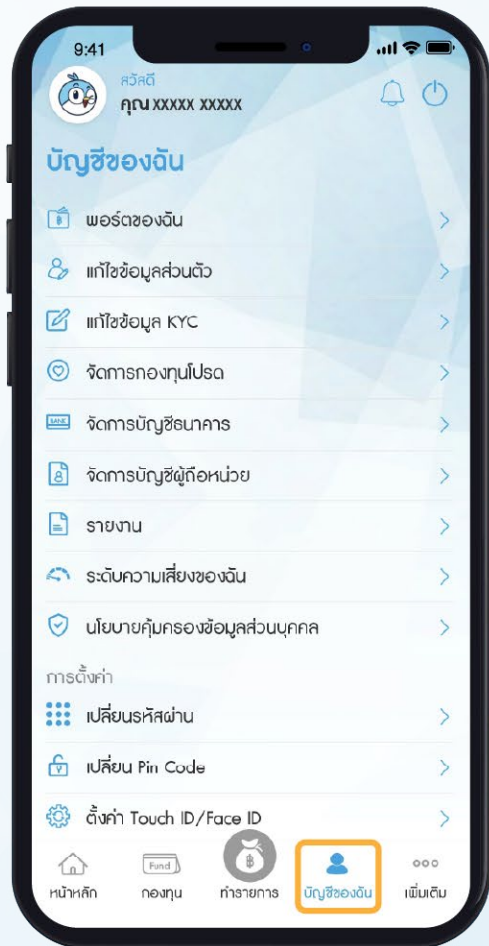 9:41
สวัสดี
คุณ xxxxx xxxxx
บัญชีของฉัน
พอร์ตของฉัน
แก้ไขข้อมูลส่วนตัว
แก้ไขข้อมูล KYC
จัดการกองทุนโปรด
BANK จัดการบัญชีธนาคาร
จัดการบัญชีผู้ถือหน่วย
รายงาน
ระดับความเสี่ยงของฉัน
นโยบายคุ้มครองข้อมูลส่วนบุคคล
การตั้งค่า
เปลี่ยนรหัสผ่าน
เปลี่ยน Pin Code
ตั้งค่า Touch ID/Face ID
Fund ฿
หน้าหลัก กองทุน ทำรายการ บัญชีของฉัน เพิ่มเติม